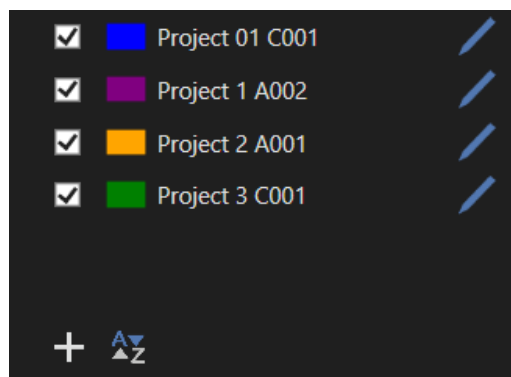 Project 01 C001
Project 1 A002
Project 2 A001
Project 3 C001
A
Z